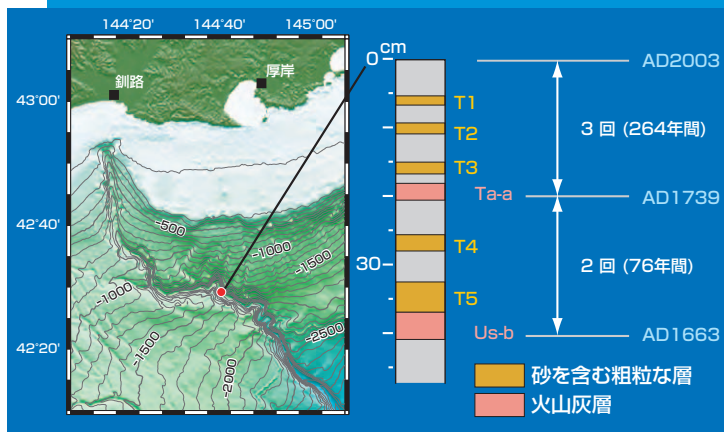 144°20' 144°40' 145°00'
43°00'
42°40'
42°20'
釧路
厚岸
-500
-1000
-1500
-1000
-1500
-2000
-2500
0 cm
30
T1
T2
T3
Ta-a
T4
T5
Us-b
AD2003
3 回 (264年間)
AD1739
2 回 (76年間)
AD1663
砂を含む粗粒な層
火山灰層